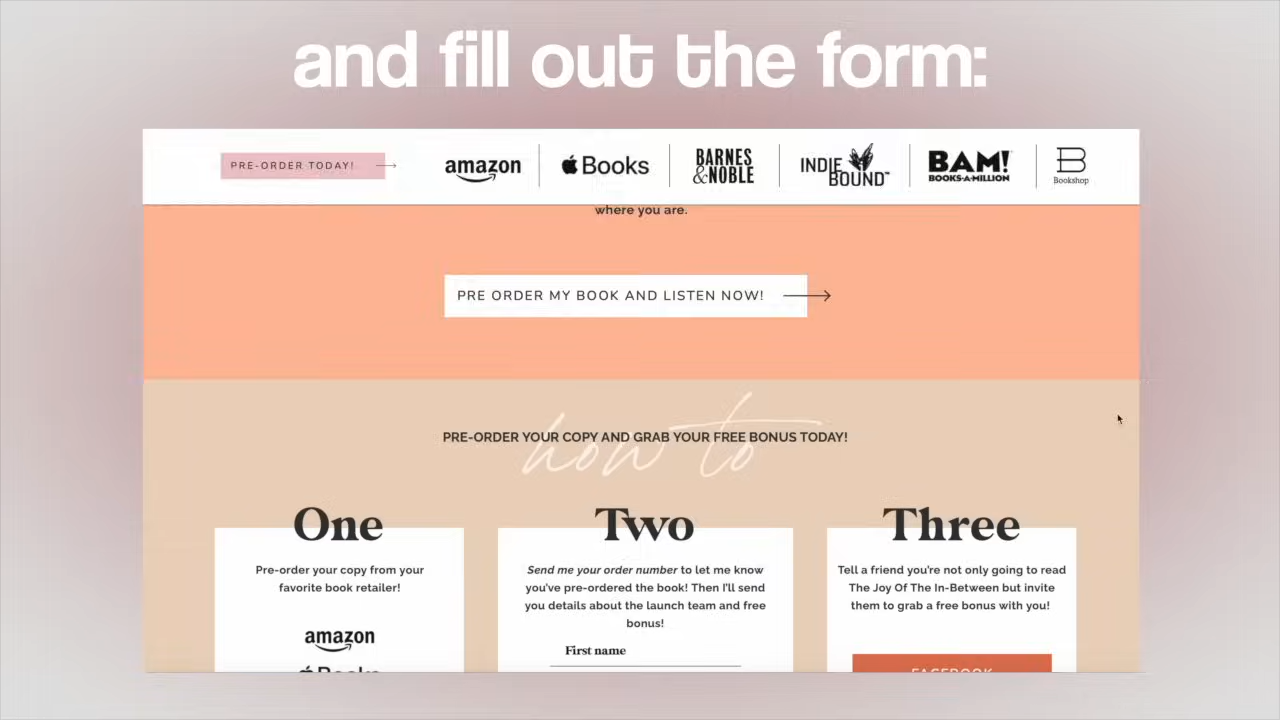 and fill out the form:
PRE-ORDER TODAY!
amazon
Books
BARNES
&NOBLE
INDIE
BOUND™
BAM!
BOOKS-A-MILLION
Bookshop
where you are.
PRE ORDER MY BOOK AND LISTEN NOW!
how to
PRE-ORDER YOUR COPY AND GRAB YOUR FREE BONUS TODAY!
One
Pre-order your copy from your
favorite book retailer!
amazon
Books
Two
Send me your order number to let me know
you've pre-ordered the book! Then I'll send
you details about the launch team and free
bonus!
First name
Three
Tell a friend you're not only going to read
The Joy Of The In-Between but invite
them to grab a free bonus with you!
FACEBOOK